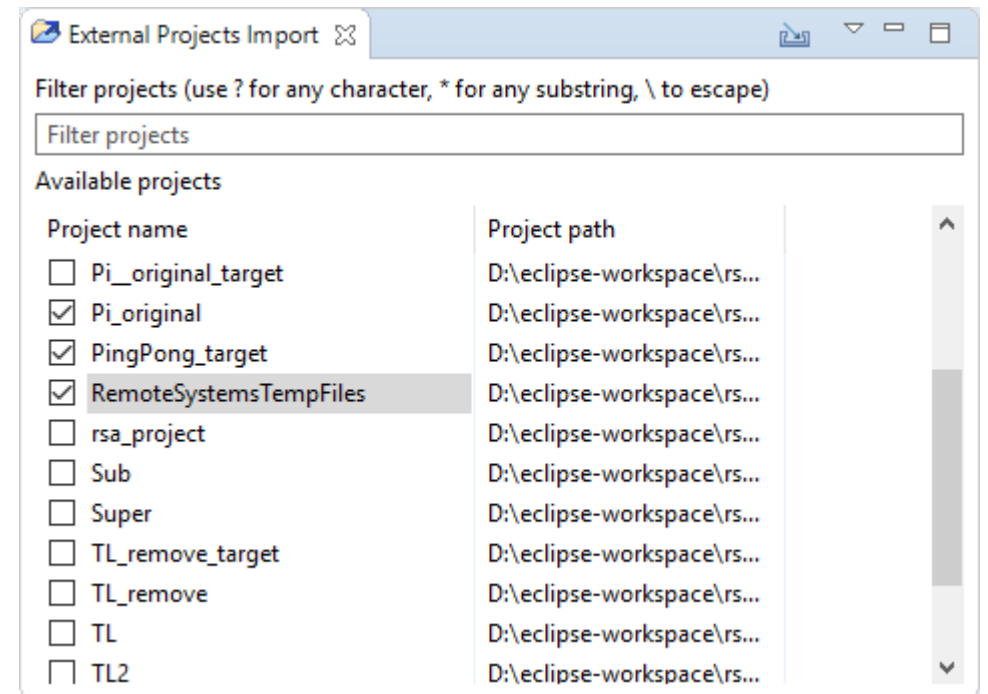 External Projects Import
Filter projects (use ? for any character, * for any substring, \ to escape)
Filter projects
Available projects
Project name Project path
Pi__original_target D:\eclipse-workspace\rs...
Pi_original D:\eclipse-workspace\rs...
PingPong_target D:\eclipse-workspace\rs...
RemoteSystemsTempFiles D:\eclipse-workspace\rs...
rsa_project D:\eclipse-workspace\rs...
Sub D:\eclipse-workspace\rs...
Super D:\eclipse-workspace\rs...
TL_remove_target D:\eclipse-workspace\rs...
TL_remove D:\eclipse-workspace\rs...
TL D:\eclipse-workspace\rs...
TL2 D:\eclipse-workspace\rs...